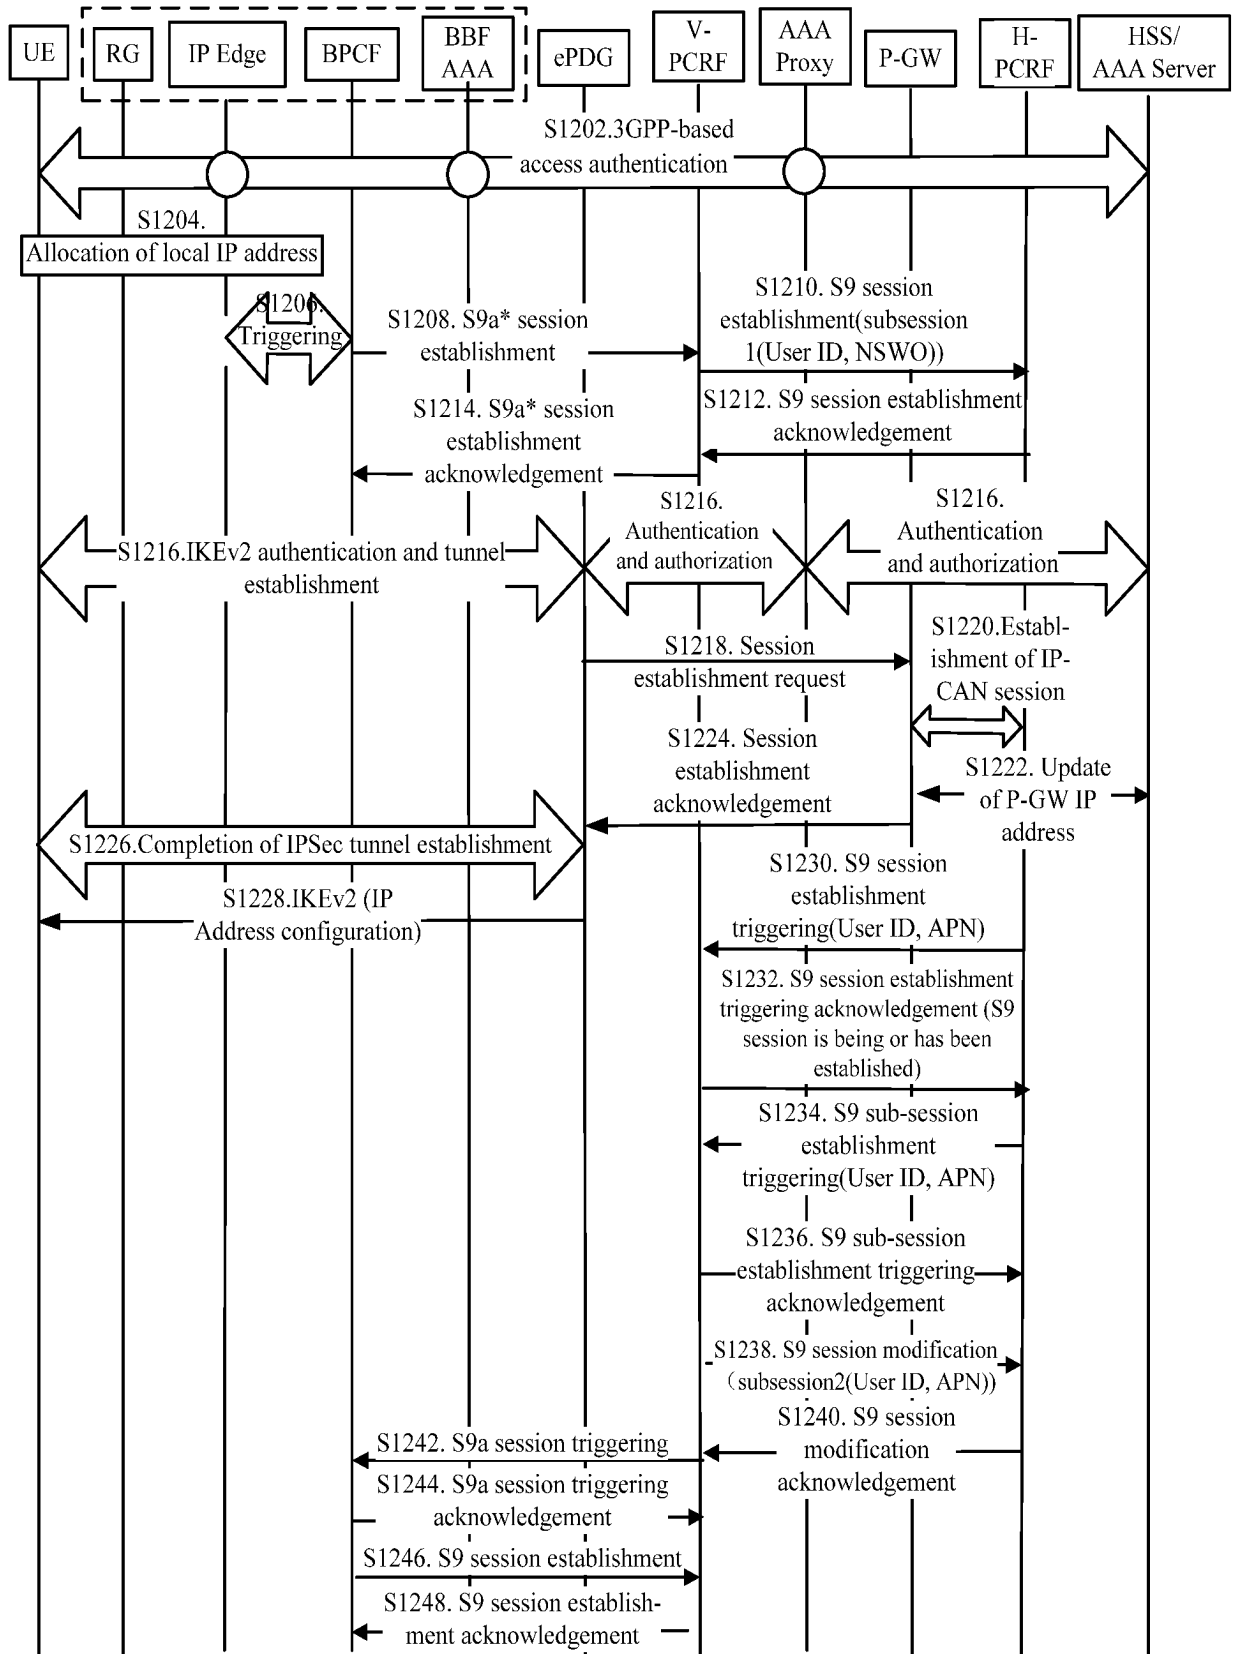 UE
RG
IP Edge
BPCF
BBF
AAA
ePDG
V-
PCRF
AAA
Proxy
P-GW
H-
PCRF
HSS/
AAA Server
S1202.3GPP-based
access authentication
S1204.
Allocation of local IP address
S1206.
Triggering
S1208. S9a* session
establishment
S1210. S9 session
establishment(subsession
1(User ID, NSWO))
S1212. S9 session establishment
acknowledgement
S1214. S9a* session
establishment
acknowledgement
S1216.IKEv2 authentication and tunnel
establishment
S1216.
Authentication
and authorization
S1216.
Authentication
and authorization
S1218. Session
establishment request
S1220.Establ-
ishment of IP-
CAN session
S1222. Update
of P-GW IP
address
S1224. Session
establishment
acknowledgement
S1226.Completion of IPSec tunnel establishment
S1228.IKEv2 (IP
Address configuration)
S1230. S9 session
establishment
triggering(User ID, APN)
S1232. S9 session establishment
triggering acknowledgement (S9
session is being or has been
established)
S1234. S9 sub-session
establishment
triggering(User ID, APN)
S1236. S9 sub-session
establishment triggering
acknowledgement
S1238. S9 session modification
（subsession2(User ID, APN))
S1240. S9 session
modification
acknowledgement
S1242. S9a session triggering
S1244. S9a session triggering
acknowledgement
S1246. S9 session establishment
S1248. S9 session establish-
ment acknowledgement